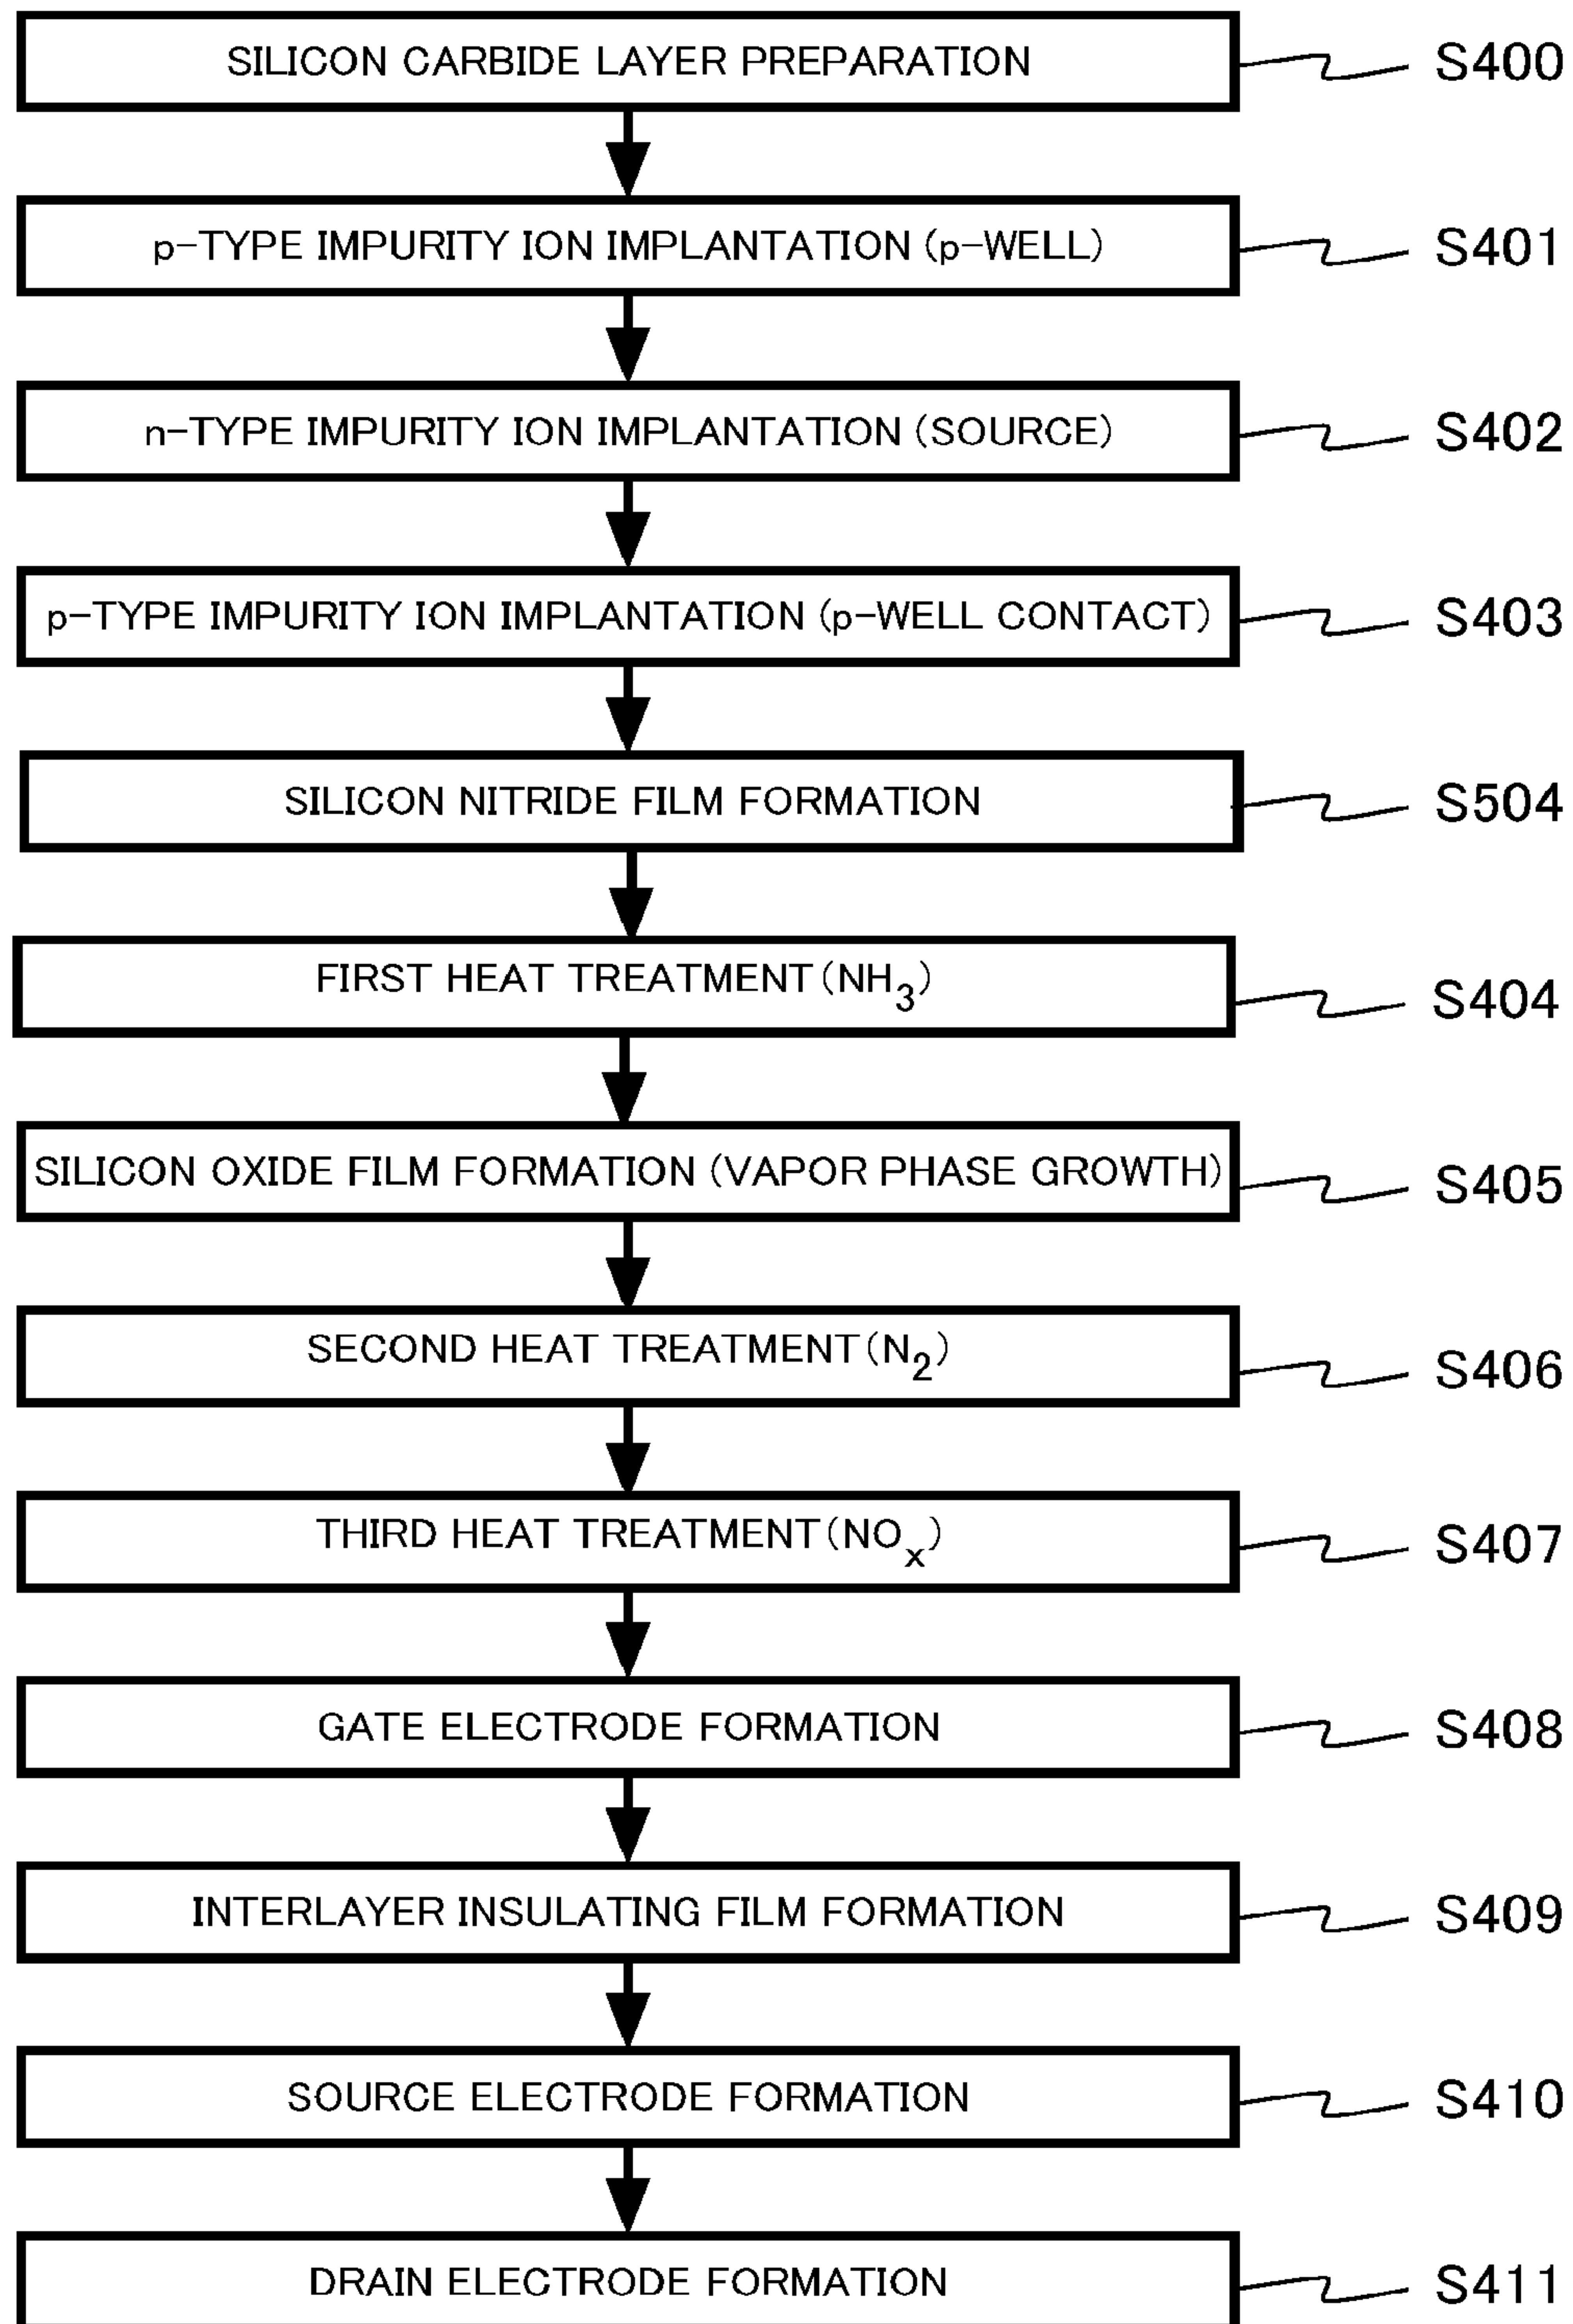 SILICON CARBIDE LAYER PREPARATION S400
p-TYPE IMPURITY ION IMPLANTATION (p-WELL) S401
n-TYPE IMPURITY ION IMPLANTATION (SOURCE) S402
p-TYPE IMPURITY ION IMPLANTATION (p-WELL CONTACT) S403
SILICON NITRIDE FILM FORMATION S504
FIRST HEAT TREATMENT(NH3) S404
SILICON OXIDE FILM FORMATION (VAPOR PHASE GROWTH) S405
SECOND HEAT TREATMENT(N2) S406
THIRD HEAT TREATMENT(NOx) S407
GATE ELECTRODE FORMATION S408
INTERLAYER INSULATING FILM FORMATION S409
SOURCE ELECTRODE FORMATION S410
DRAIN ELECTRODE FORMATION S411